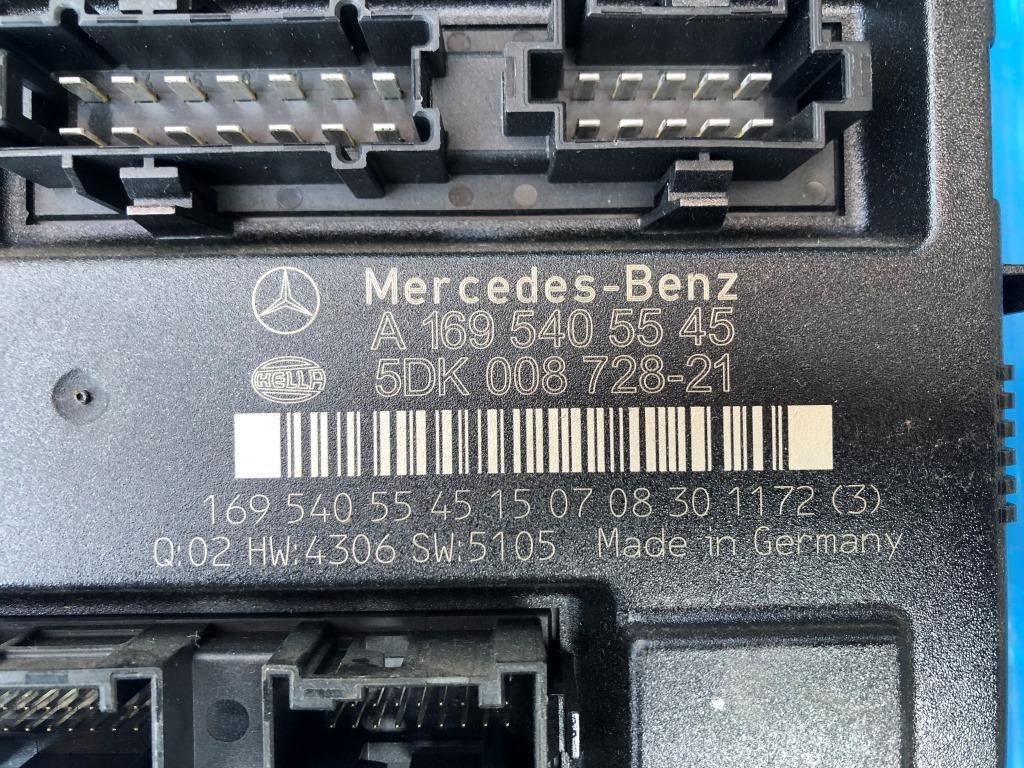 Mercedes-Benz
A 169 540 55 45
HELLA
5DK 008 728-21
169 540 55 45 15 07 08 30 1172 (3)
Q:02 HW:4306 SW:5105 Made in Germany